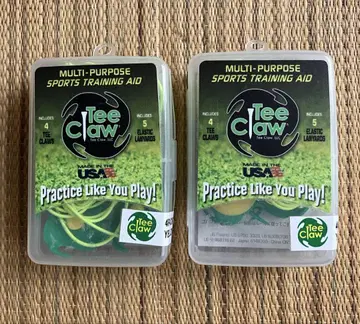 MULTI-PURPOSE
SPORTS TRAINING AID
Tee
Claw
INCLUDES
4
TEE
CLAWS
INCLUDES
5
ELASTIC
LANYARDS
MADE IN THE
USA
Practice Like You Play!
Tee
Claw
MULTI-PURPOSE
SPORTS TRAINING AID
Tee
Claw
INCLUDES
4
TEE
CLAWS
INCLUDES
5
ELASTIC
LANYARDS
MADE IN THE
USA
Practice Like You Play!
Tee
Claw